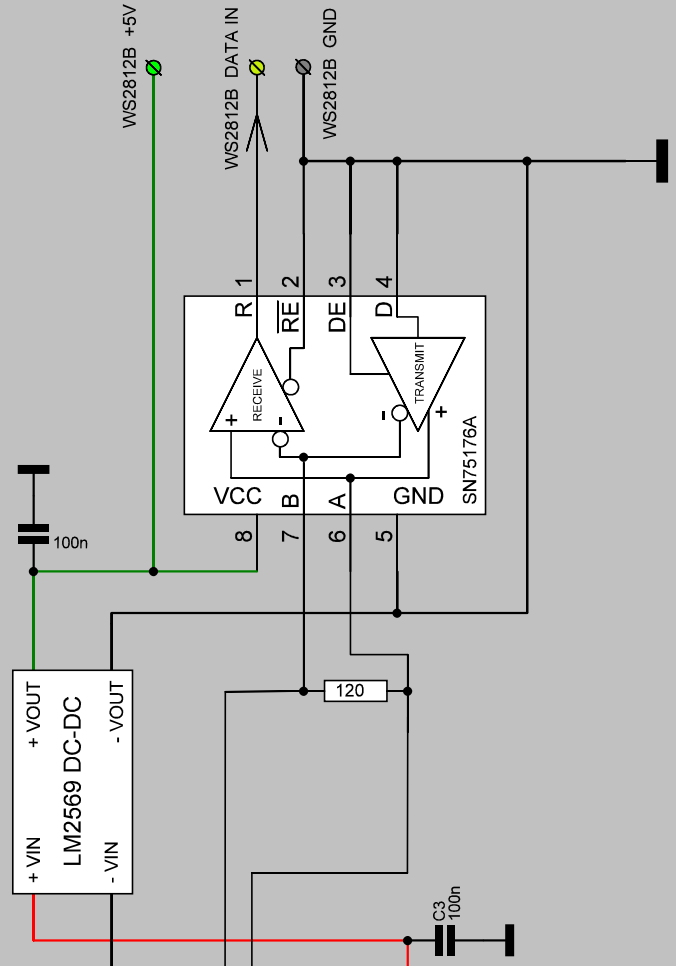 WS2812B +5V
WS2812B DATA IN
WS2812B GND
1
2
3
4
R
RE
DE
D
RECEIVE
TRANSMIT
+
-
-
+
SN75176A
VCC
B
A
GND
8
7
6
5
100n
120
+ VOUT
- VOUT
LM2569 DC-DC
+ VIN
- VIN
C3
100n